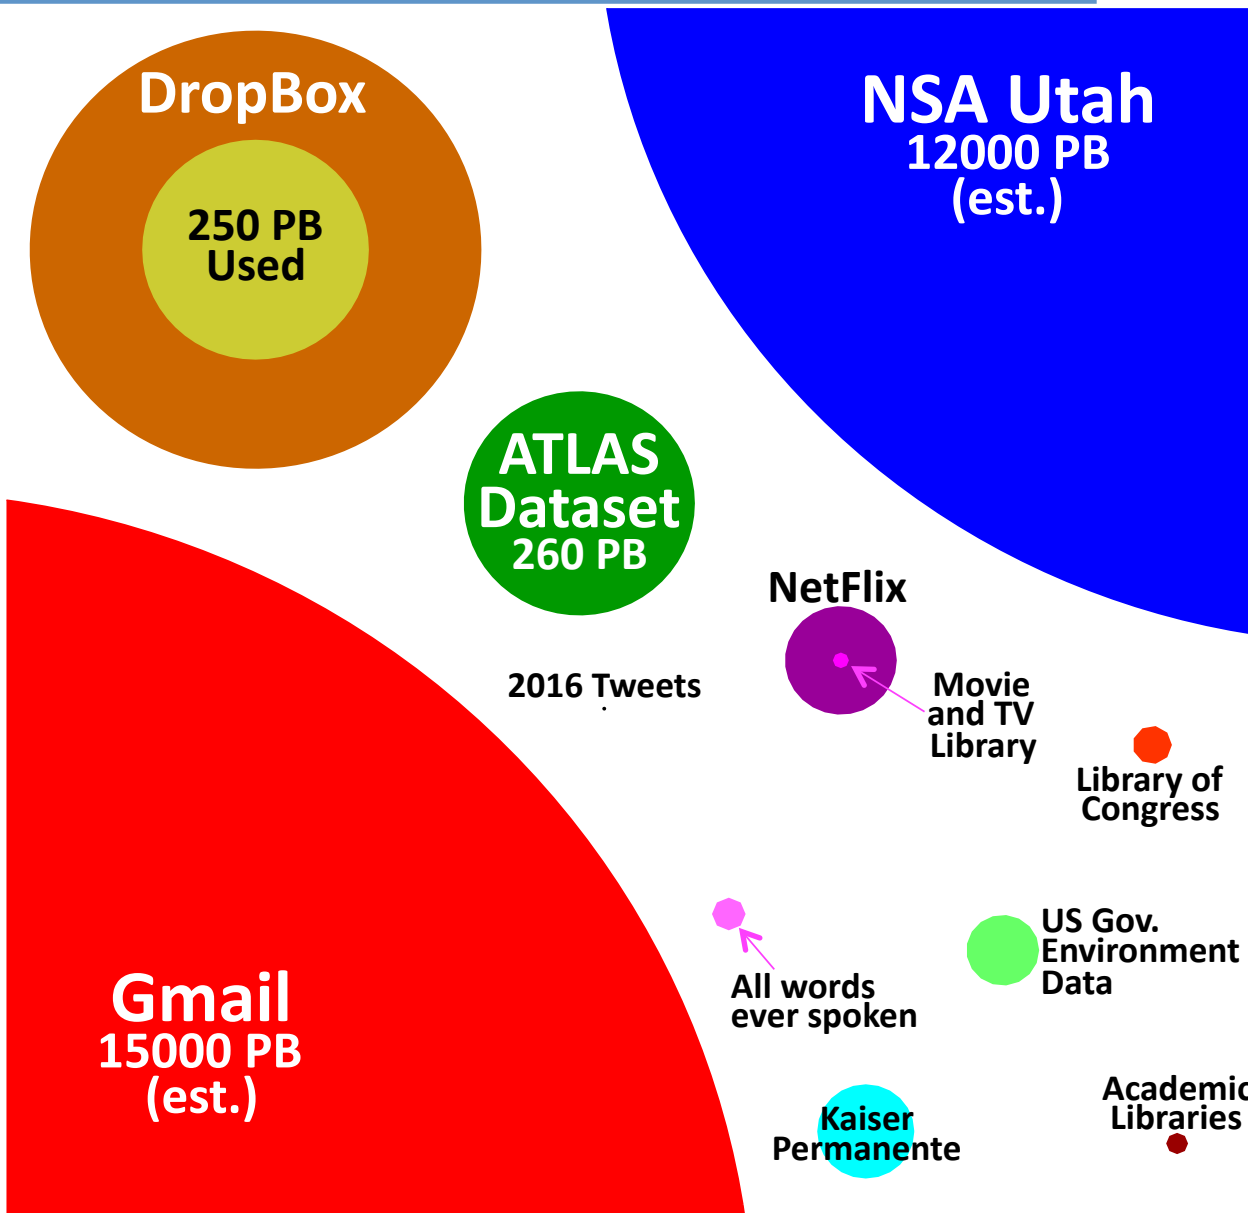 DropBox
250 PB
Used
NSA Utah
12000 PB
(est.)
ATLAS
Dataset
260 PB
NetFlix
Movie
and TV
Library
2016 Tweets
Library of
Congress
All words
ever spoken
US Gov.
Environment
Data
Gmail
15000 PB
(est.)
Kaiser
Permanente
Academic
Libraries